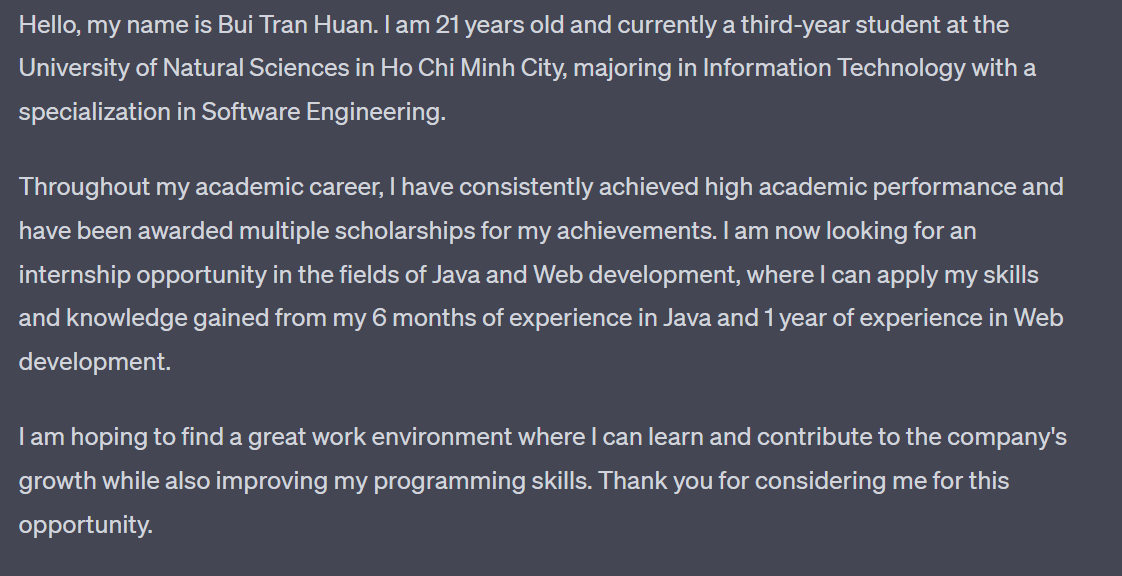 Hello, my name is Bui Tran Huan. I am 21 years old and currently a third-year student at the
University of Natural Sciences in Ho Chi Minh City, majoring in Information Technology with a
specialization in Software Engineering.
Throughout my academic career, I have consistently achieved high academic performance and
have been awarded multiple scholarships for my achievements. I am now looking for an
internship opportunity in the fields of Java and Web development, where I can apply my skills
and knowledge gained from my 6 months of experience in Java and 1 year of experience in Web
development.
I am hoping to find a great work environment where I can learn and contribute to the company's
growth while also improving my programming skills. Thank you for considering me for this
opportunity.